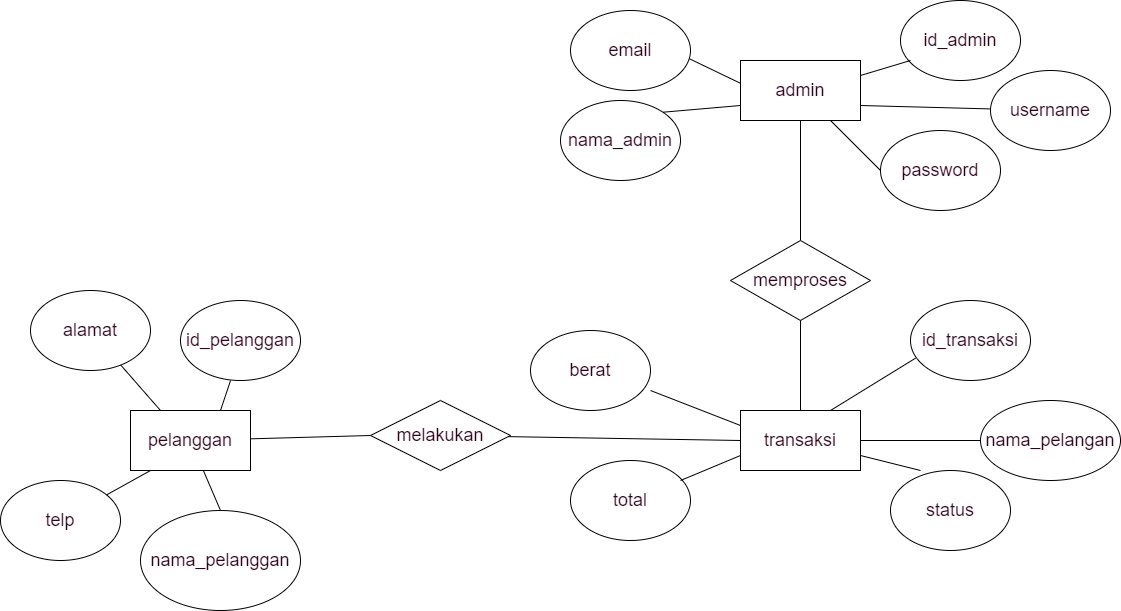 email
id_admin
admin
username
nama_admin
password
memproses
alamat
id_pelanggan
berat
id_transaksi
pelanggan
melakukan
transaksi
nama_pelangan
total
status
telp
nama_pelanggan